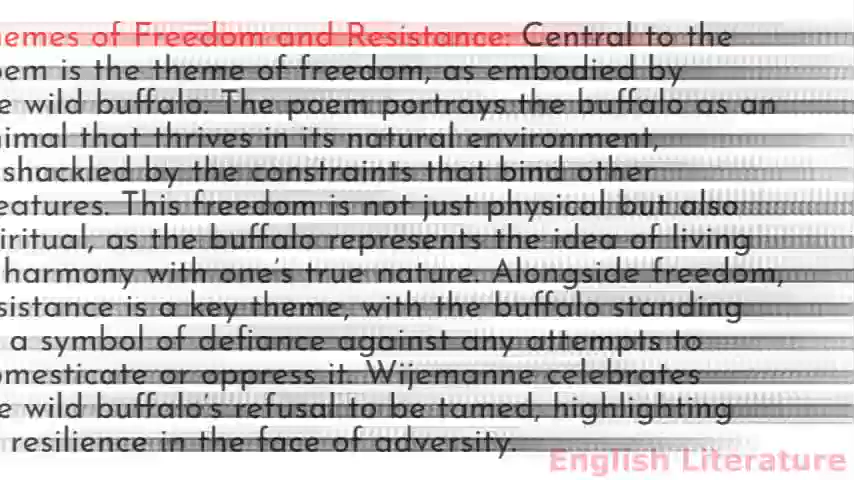 emes of Freedom and Resistance: Central to the
em is the theme of freedom, as embodied by
e wild buffalo. The poem portrays the buffalo as an
imal that thrives in its natural environment,
shackled by the constraints that bind other
eatures. This freedom is not just physical but also
iritual, as the buffalo represents the idea of living
harmony with one's true nature. Alongside freedom,
sistance is a key theme, with the buffalo standing
a symbol of defiance against any attempts to
omesticate or oppress it. Wijemanne celebrates
e wild buffalo's refusal to be tamed, highlighting
resilience in the face of adversity.
English Literature